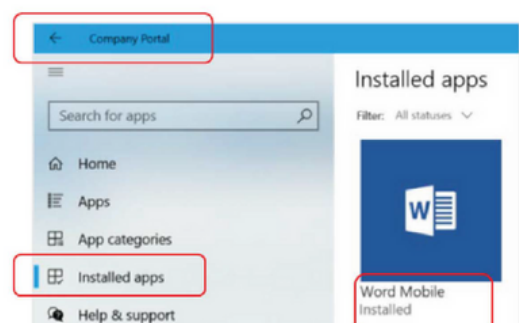 Company Portal
Search for apps
Home
Apps
App categories
Installed apps
Help & support
Installed apps
Filter: All statuses
W
Word Mobile
Installed